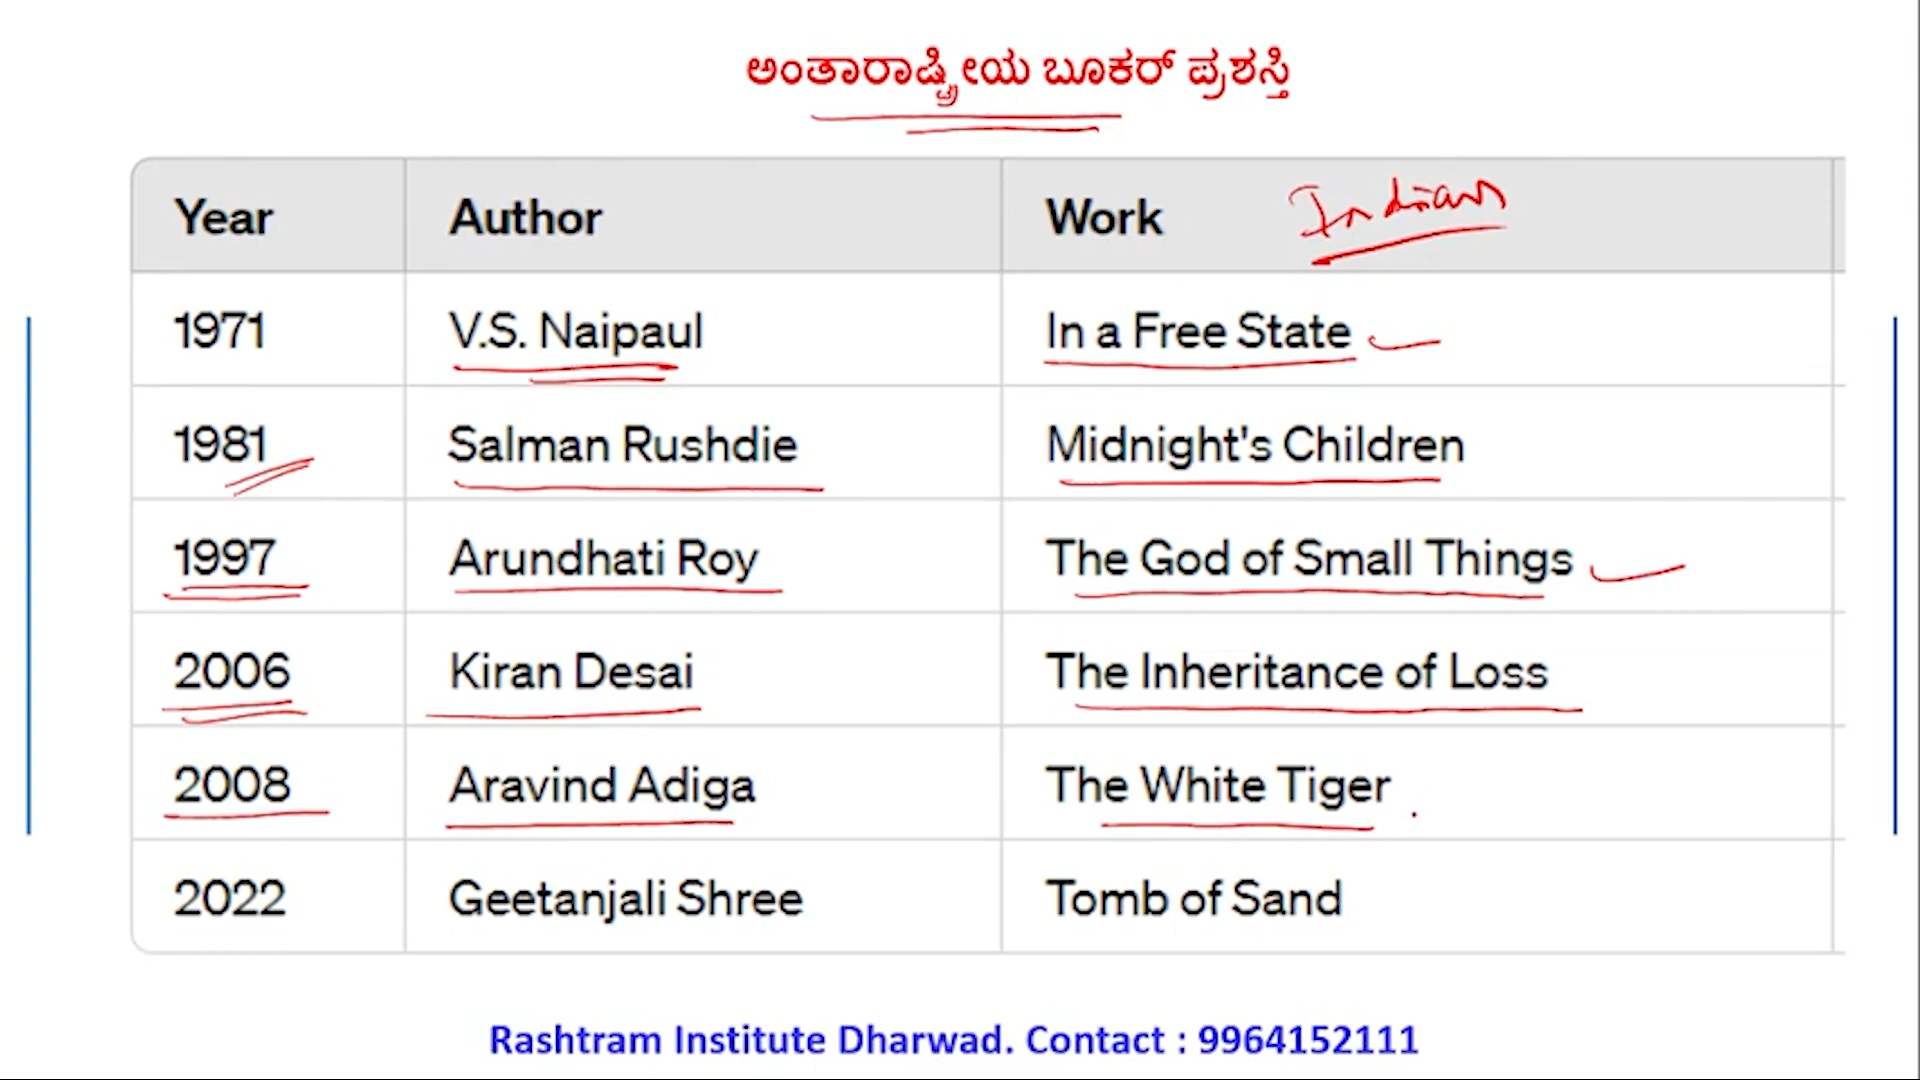 ಅಂತಾರಾಷ್ಟ್ರೀಯ ಬೂಕರ್ ಪ್ರಶಸ್ತಿ
Year Author Work Indian
1971 V.S. Naipaul In a Free State
1981 Salman Rushdie Midnight's Children
1997 Arundhati Roy The God of Small Things
2006 Kiran Desai The Inheritance of Loss
2008 Aravind Adiga The White Tiger
2022 Geetanjali Shree Tomb of Sand
Rashtram Institute Dharwad. Contact : 9964152111